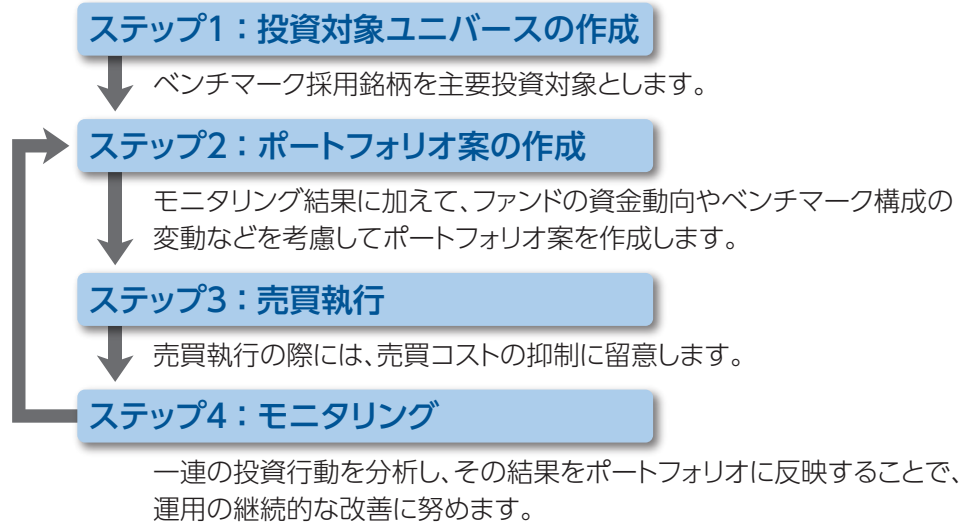 ステップ1：投資対象ユニバースの作成
ベンチマーク採用銘柄を主要投資対象とします。
ステップ2：ポートフォリオ案の作成
モニタリング結果に加えて、ファンドの資金動向やベンチマーク構成の
変動などを考慮してポートフォリオ案を作成します。
ステップ3：売買執行
売買執行の際には、売買コストの抑制に留意します。
ステップ4：モニタリング
一連の投資行動を分析し、その結果をポートフォリオに反映することで、
運用の継続的な改善に努めます。